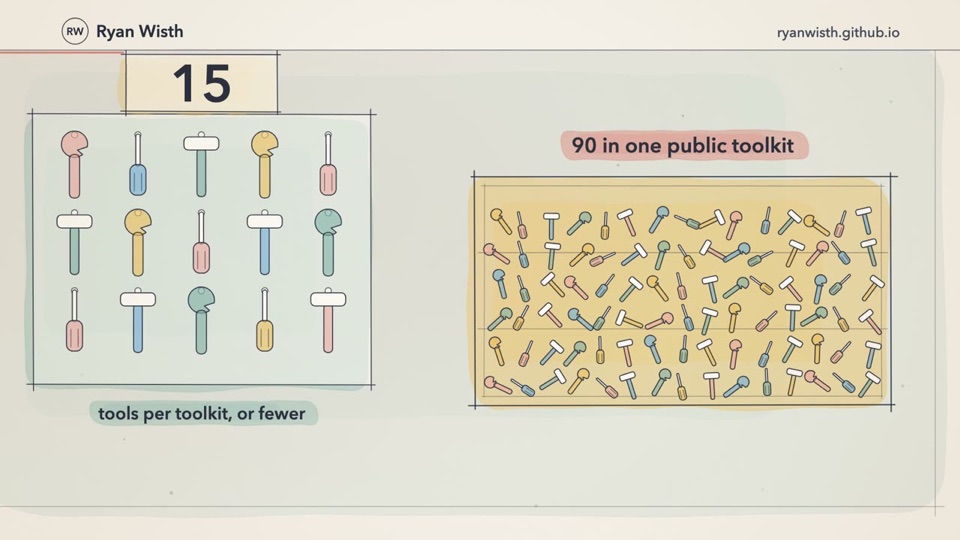 RW Ryan Wisth
ryanwisth.github.io
15
90 in one public toolkit
tools per toolkit, or fewer